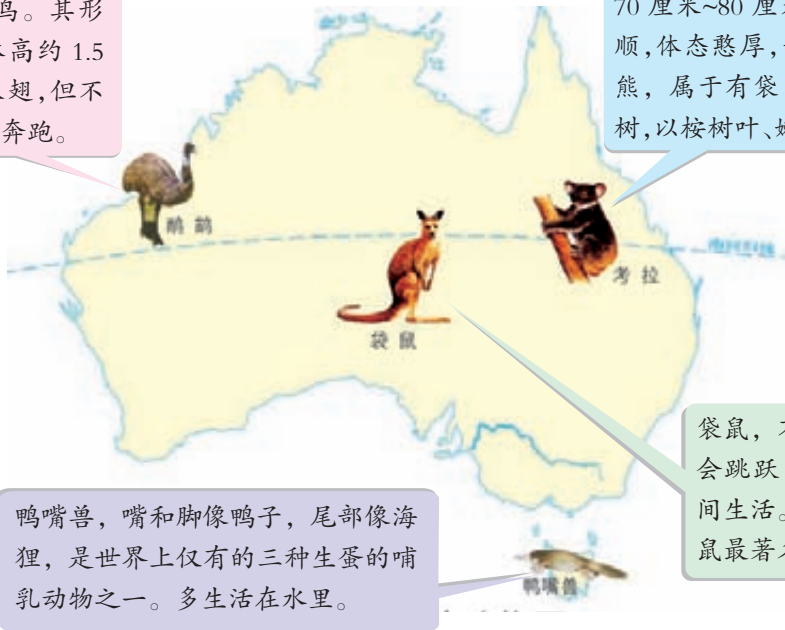 鸟。其形
高约 1.5
翅,但不
奔跑。
70 厘米~80 厘
顺,体态憨厚,
熊,属于有袋
树,以桉树叶、
鸸鹋
考拉
袋鼠
南回归线
袋鼠,
会跳跃
间生活。
鼠最著
鸭嘴兽,嘴和脚像鸭子,尾部像海
狸,是世界上仅有的三种生蛋的哺
乳动物之一。多生活在水里。
鸭嘴兽